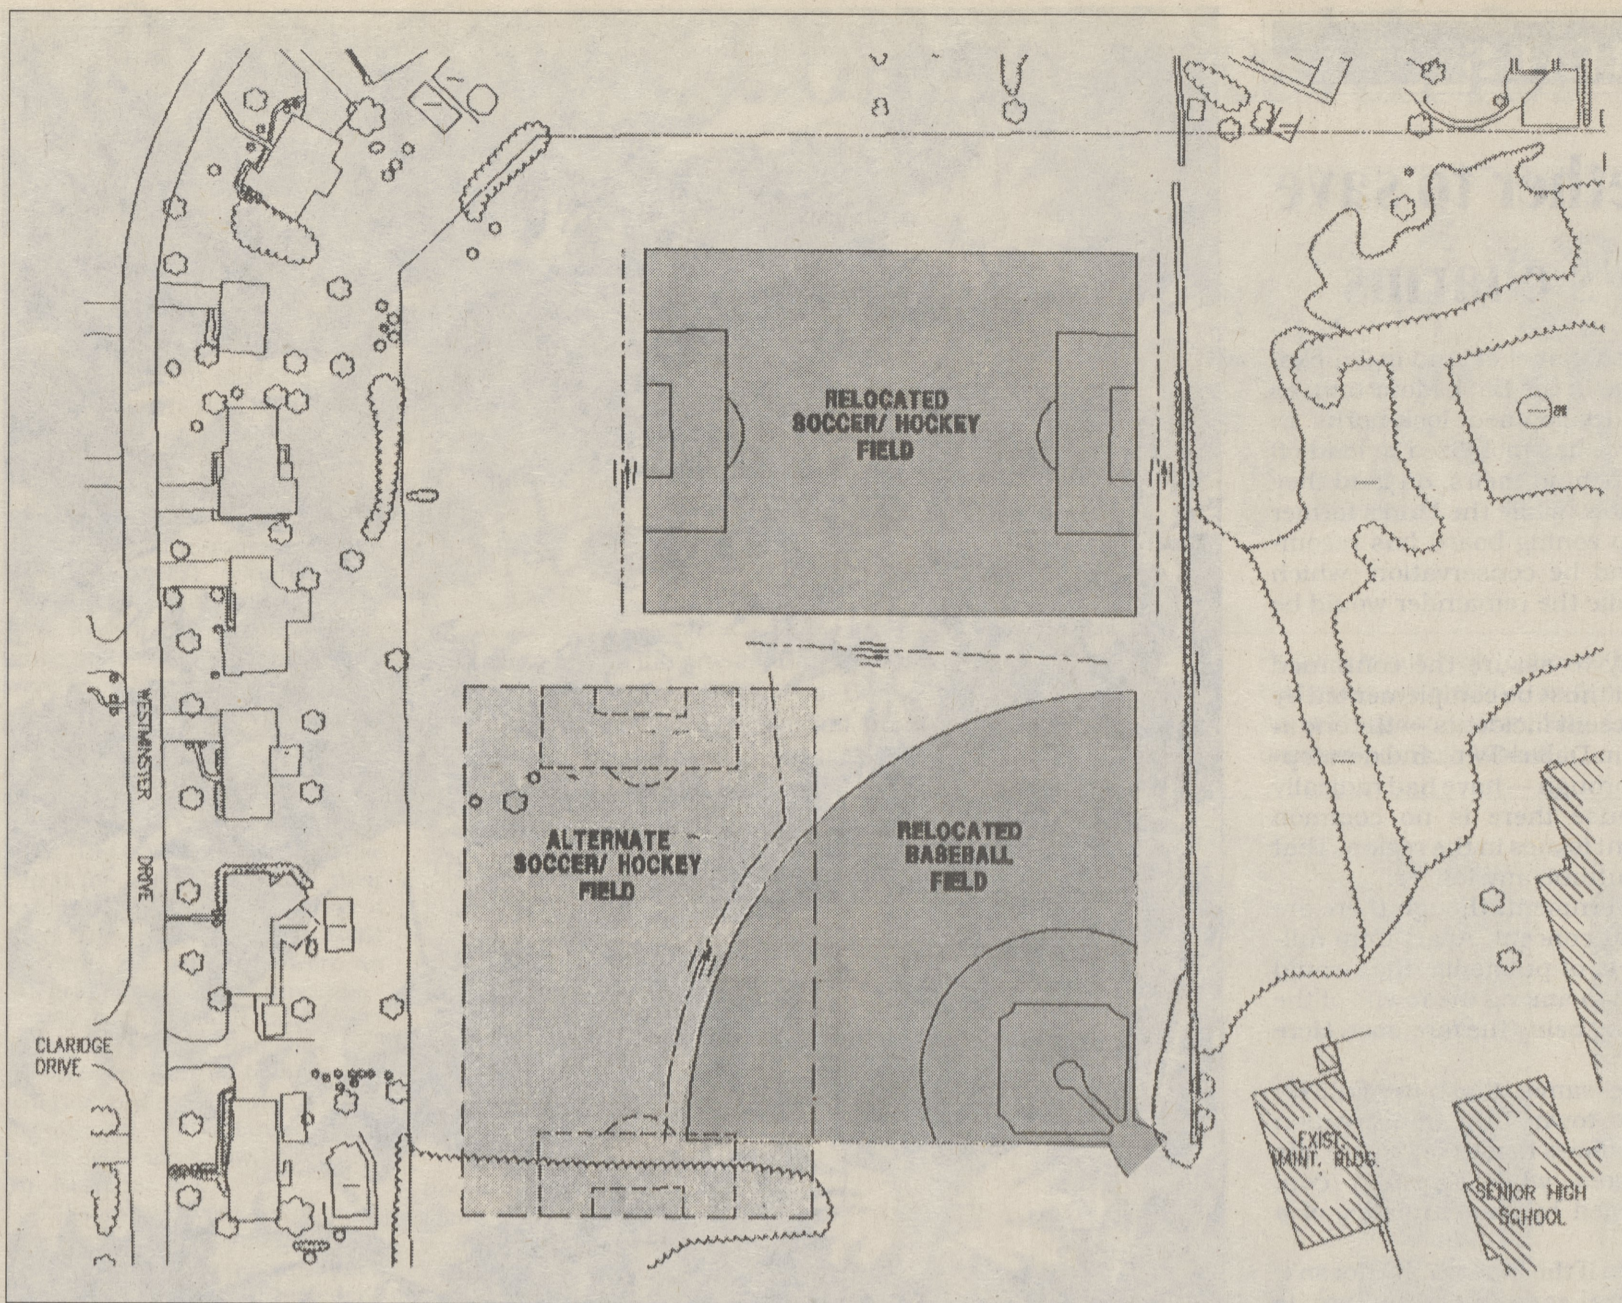 RELOCATED
SOCCER/ HOCKEY
FIELD
ALTERNATE
SOCCER/ HOCKEY
FIELD
RELOCATED
BASEBALL
FIELD
WESTMINSTER DRIVE
CLARIDGE
DRIVE
EXIST.
MAINT. BLDG.
SENIOR HIGH
SCHOOL